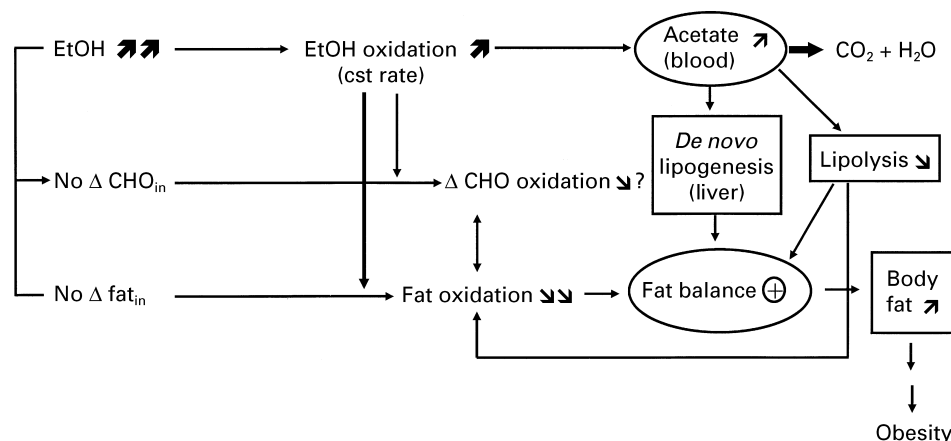 EtOH
EtOH oxidation
(cst rate)
Acetate
(blood)
CO₂ + H₂O
De novo
lipogenesis
(liver)
Lipolysis
No Δ CHOin
Δ CHO oxidation ?
No Δ fatin
Fat oxidation
Fat balance +
Body
fat
Obesity